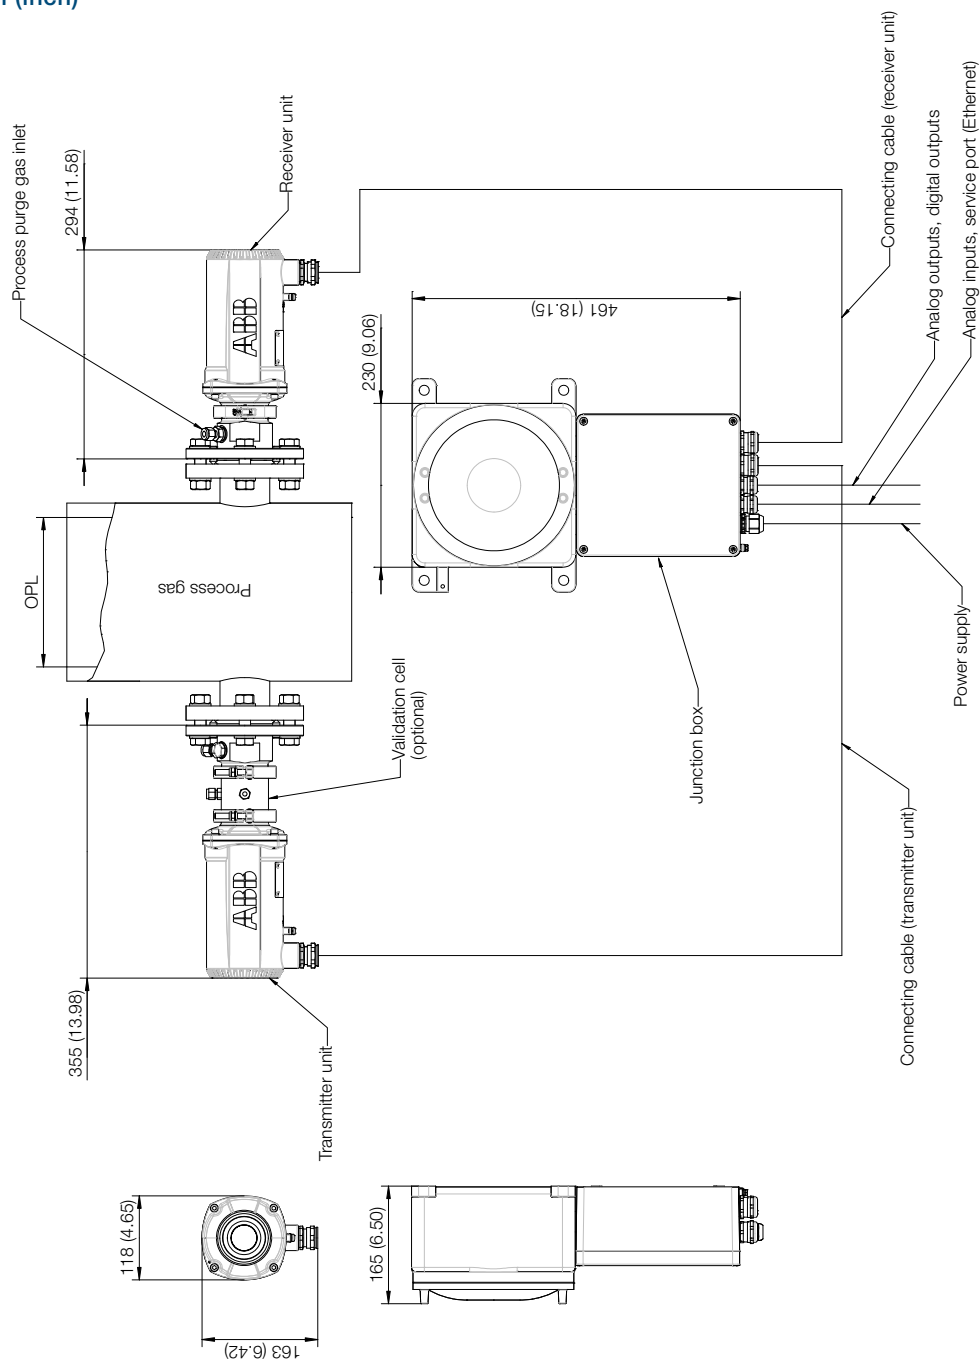 (inch)
Process purge gas inlet
294 (11.58)
Receiver unit
ABB
OPL
Process gas
Validation cell
(optional)
ABB
355 (13.98)
Transmitter unit
118 (4.65)
163 (6.42)
230 (9.06)
461 (18.15)
Junction box
165 (6.50)
Connecting cable (receiver unit)
Analog outputs, digital outputs
Analog inputs, service port (Ethernet)
Power supply
Connecting cable (transmitter unit)